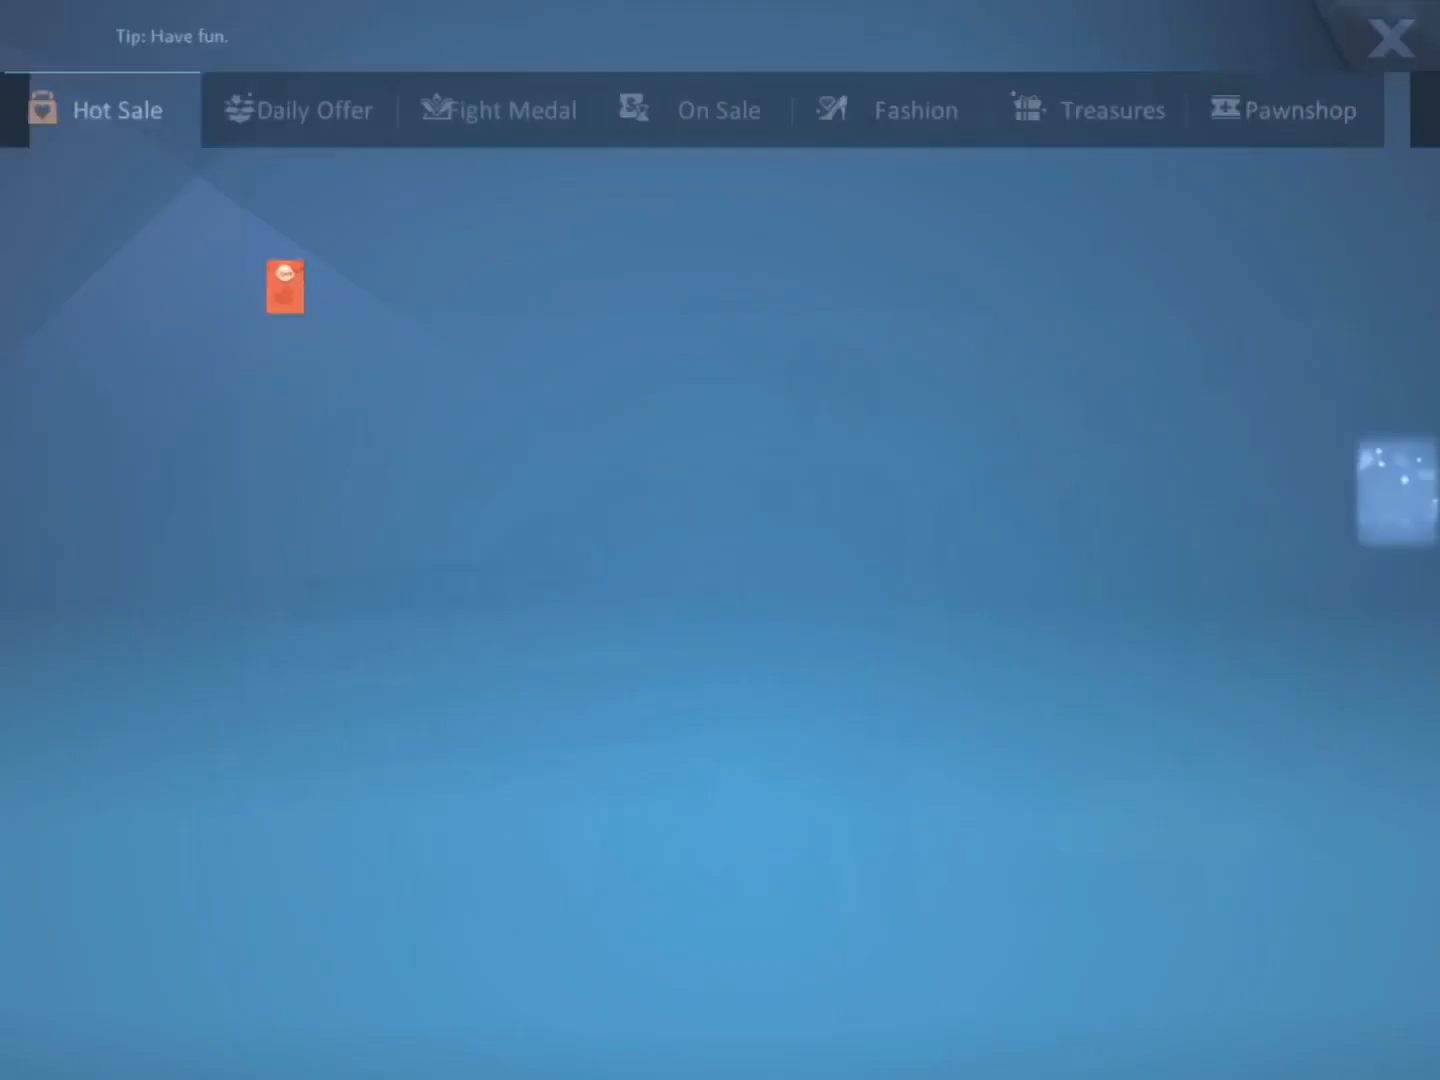 Tip: Have fun.
Hot Sale
Daily Offer
Fight Medal
On Sale
Fashion
Treasures
Pawnshop